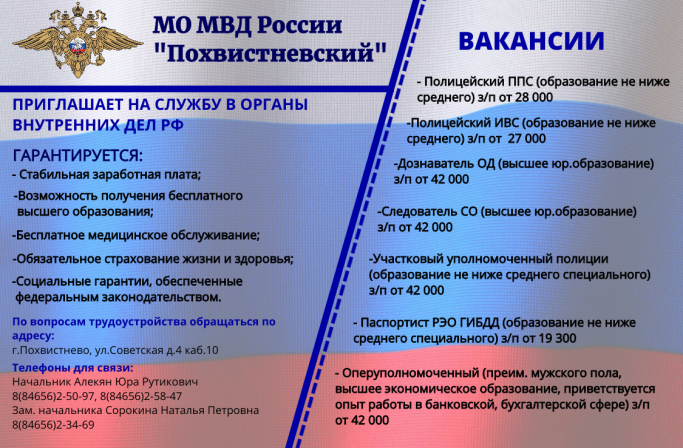 МО МВД России
"Похвистневский"
ПРИГЛАШАЕТ НА СЛУЖБУ В ОРГАНЫ
ВНУТРЕННИХ ДЕЛ РФ
ГАРАНТИРУЕТСЯ:
- Стабильная заработная плата;
-Возможность получения бесплатного
высшего образования;
-Бесплатное медицинское обслуживание;
-Обязательное страхование жизни и здоровья;
-Социальные гарантии, обеспеченные
федеральным законодательством.
По вопросам трудоустройства обращаться по
адресу:
г.Похвистнево, ул.Советская д.4 каб.10
Телефоны для связи:
Начальник Алекян Юра Рутикович
8(84656)2-50-97, 8(84656)2-58-47
Зам. начальника Сорокина Наталья Петровна
8(84656)2-34-69
ВАКАНСИИ
- Полицейский ППС (образование не ниже
среднего) з/п от 28 000
-Полицейский ИВС (образование не ниже
среднего) з/п от 27 000
-Дознаватель ОД (высшее юр.образование)
з/п от 42 000
-Следователь СО (высшее юр.образование)
з/п от 42 000
-Участковый уполномоченный полиции
(образование не ниже среднего специального)
з/п от 42 000
- Паспортист РЭО ГИБДД (образование не ниже
среднего специального) з/п от 19 300
- Оперуполномоченный (преим. мужского пола,
высшее экономическое образование, приветствуется
опыт работы в банковской, бухгалтерской сфере) з/п
от 42 000